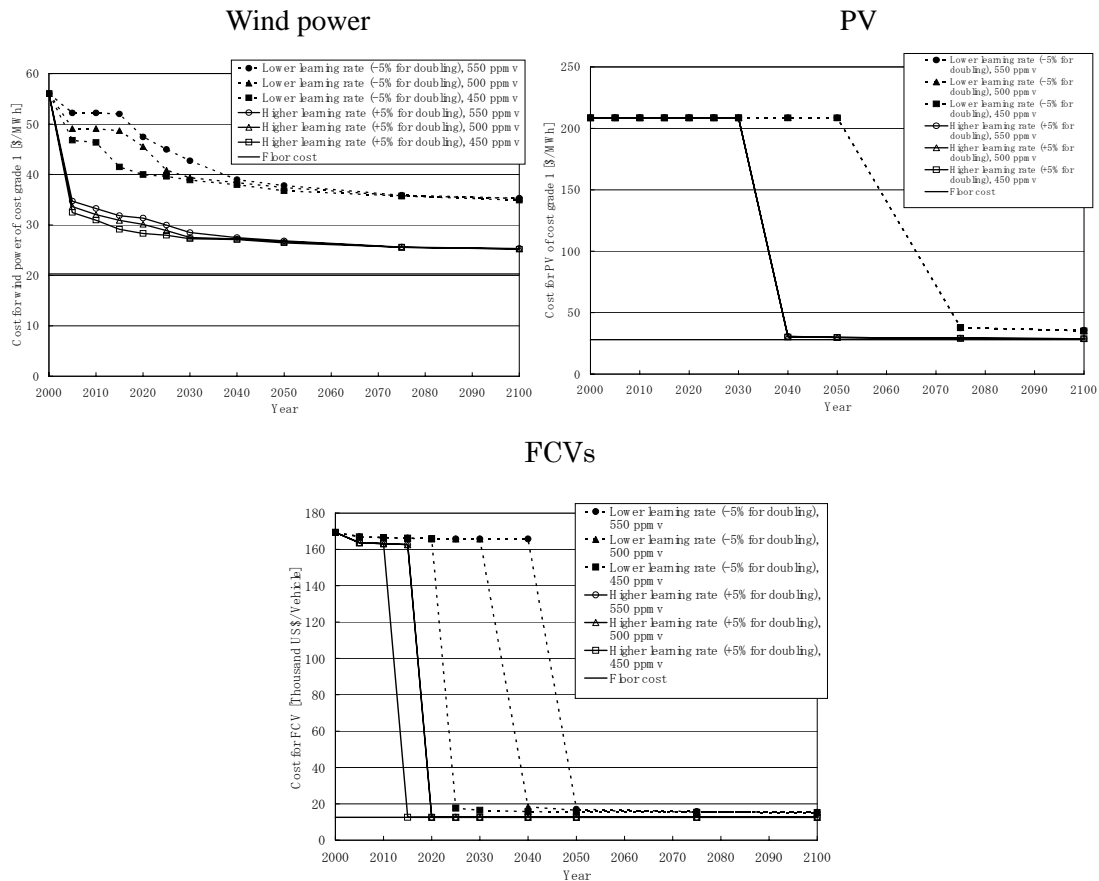 Wind power
60
50
40
30
20
10
0
Cost for wind power of cost grade 1 [$/MWh]
Lower learning rate (-5% for doubling), 550 ppmv
Lower learning rate (-5% for doubling), 500 ppmv
Lower learning rate (-5% for doubling), 450 ppmv
Higher learning rate (+5% for doubling), 550 ppmv
Higher learning rate (+5% for doubling), 500 ppmv
Higher learning rate (+5% for doubling), 450 ppmv
Floor cost
2000 2010 2020 2030 2040 2050 2060 2070 2080 2090 2100
Year
PV
250
200
150
100
50
0
Cost for PV of cost grade 1 [$/MWh]
Lower learning rate (-5% for
doubling), 550 ppmv
Lower learning rate (-5% for
doubling), 500 ppmv
Lower learning rate (-5% for
doubling), 450 ppmv
Higher learning rate (+5% for
doubling), 550 ppmv
Higher learning rate (+5% for
doubling), 500 ppmv
Higher learning rate (+5% for
doubling), 450 ppmv
Floor cost
2000 2010 2020 2030 2040 2050 2060 2070 2080 2090 2100
Year
FCVs
180
160
140
120
100
80
60
40
20
0
Cost for FCV [Thousand US$/Vehicle]
Lower learning rate (-5% for doubling),
550 ppmv
Lower learning rate (-5% for doubling),
500 ppmv
Lower learning rate (-5% for doubling),
450 ppmv
Higher learning rate (+5% for doubling),
550 ppmv
Higher learning rate (+5% for doubling),
500 ppmv
Higher learning rate (+5% for doubling),
450 ppmv
Floor cost
2000 2010 2020 2030 2040 2050 2060 2070 2080 2090 2100
Year